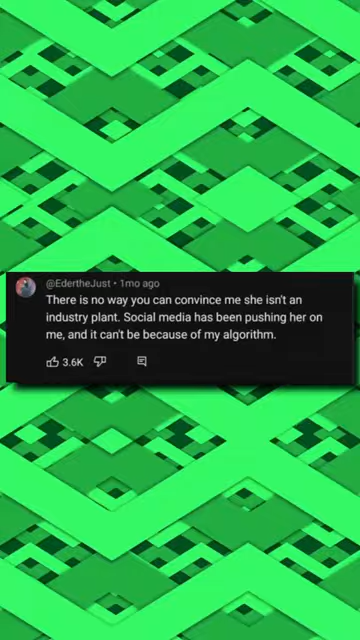 @EdertheJust • 1mo ago
There is no way you can convince me she isn't an
industry plant. Social media has been pushing her on
me, and it can't be because of my algorithm.
3.6K